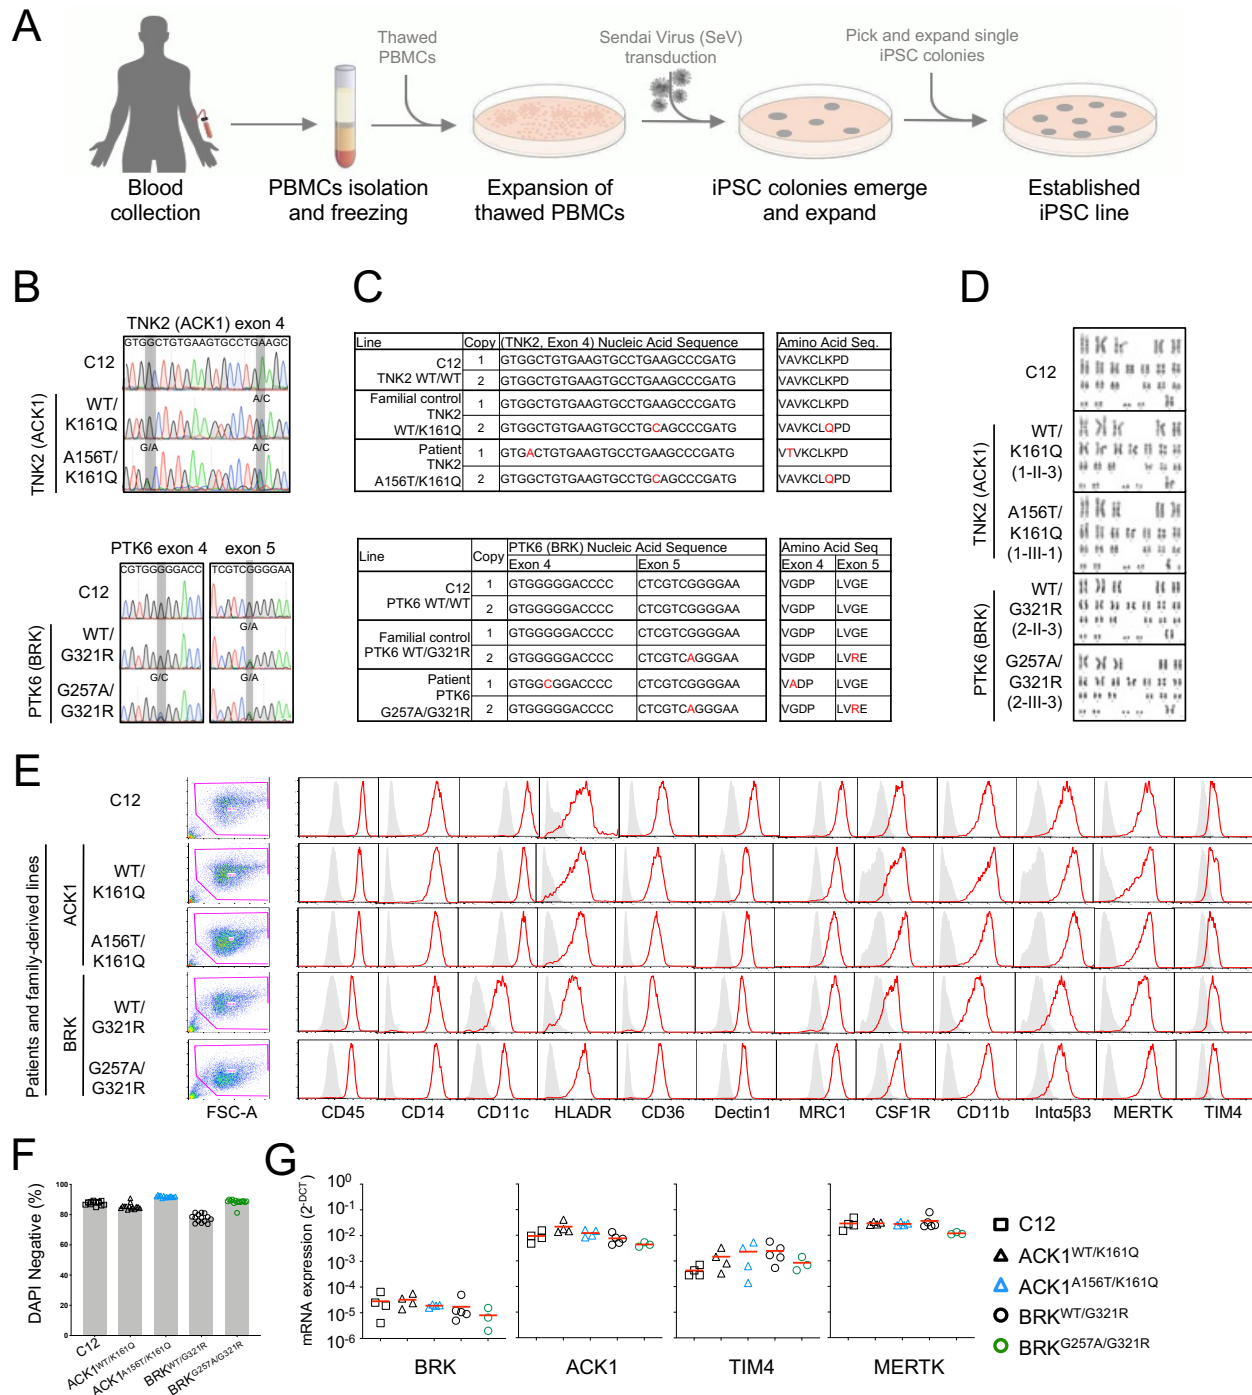 A
Thawed
PBMCs
Sendai Virus (SeV)
transduction
Pick and expand single
iPSC colonies
Blood
collection
PBMCs isolation
and freezing
Expansion of
thawed PBMCs
iPSC colonies emerge
and expand
Established
iPSC line
B
TNK2 (ACK1) exon 4
GTGGCTGTGAAGTGCCTGAAGC
C12
TNK2 (ACK1)
WT/
K161Q
A/C
A156T/
K161Q
G/A A/C
PTK6 exon 4 exon 5
CGTGGGGGACC TCGTCGGGGAA
C12
PTK6 (BRK)
WT/
G321R
G/A
G257A/
G321R
G/C G/A
C
Line Copy (TNK2, Exon 4) Nucleic Acid Sequence Amino Acid Seq.
C12
TNK2 WT/WT
1 GTGGCTGTGAAGTGCCTGAAGCCCGATG VAVKCLKPD
2 GTGGCTGTGAAGTGCCTGAAGCCCGATG VAVKCLKPD
Familial control
TNK2
WT/K161Q
1 GTGGCTGTGAAGTGCCTGAAGCCCGATG VAVKCLKPD
2 GTGGCTGTGAAGTGCCTGCAGCCCGATG VAVKCLQPD
Patient
TNK2
A156T/K161Q
1 GTGACTGTGAAGTGCCTGAAGCCCGATG VTVKCLKPD
2 GTGGCTGTGAAGTGCCTGCAGCCCGATG VAVKCLQPD
Line Copy PTK6 (BRK) Nucleic Acid Sequence Amino Acid Seq
Exon 4 Exon 5 Exon 4 Exon 5
C12
PTK6 WT/WT
1 GTGGGGGACCCC CTCGTCGGGGAA VGDP LVGE
2 GTGGGGGACCCC CTCGTCGGGGAA VGDP LVGE
Familial control
PTK6 WT/G321R
1 GTGGGGGACCCC CTCGTCGGGGAA VGDP LVGE
2 GTGGGGGACCCC CTCGTCAGGGAA VGDP LVRE
Patient
PTK6
G257A/G321R
1 GTGGCGGACCCC CTCGTCGGGGAA VADP LVGE
2 GTGGGGGACCCC CTCGTCAGGGAA VGDP LVRE
D
C12
TNK2 (ACK1)
WT/
K161Q
(1-II-3)
A156T/
K161Q
(1-III-1)
PTK6 (BRK)
WT/
G321R
(2-II-3)
G257A/
G321R
(2-III-3)
E
Patients and family-derived lines
C12
ACK1
WT/
K161Q
A156T/
K161Q
BRK
WT/
G321R
G257A/
G321R
FSC-A CD45 CD14 CD11c HLADR CD36 Dectin1 MRC1 CSF1R CD11b Intα5β3 MERTK TIM4
F
DAPI Negative (%)
100
80
60
40
20
0
C12
ACK1WT/K161Q
ACK1A156T/K161Q
BRKWT/G321R
BRKG257A/G321R
G
mRNA expression (2-DCT)
100
10-1
10-2
10-3
10-4
10-5
10-6
BRK ACK1 TIM4 MERTK
C12
ACK1WT/K161Q
ACK1A156T/K161Q
BRKWT/G321R
BRKG257A/G321R